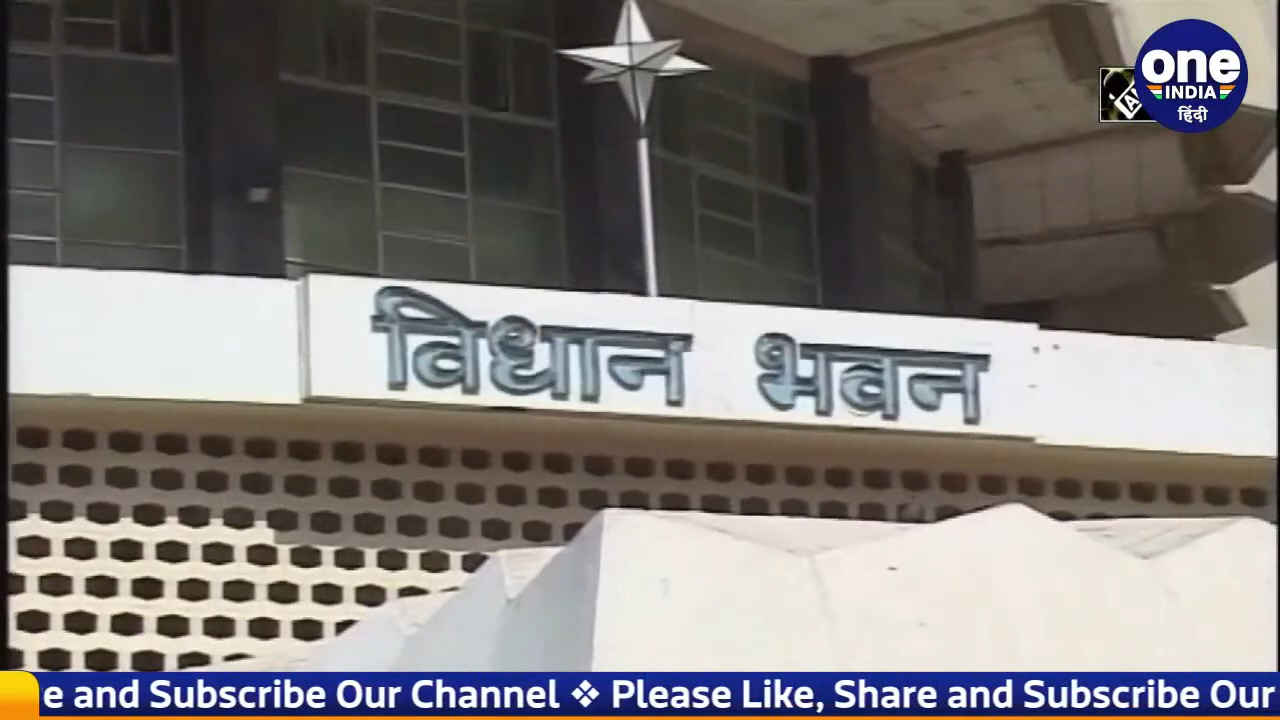 one
INDIA
हिंदी
विधान भवन
e and Subscribe Our Channel ❖ Please Like, Share and Subscribe Our